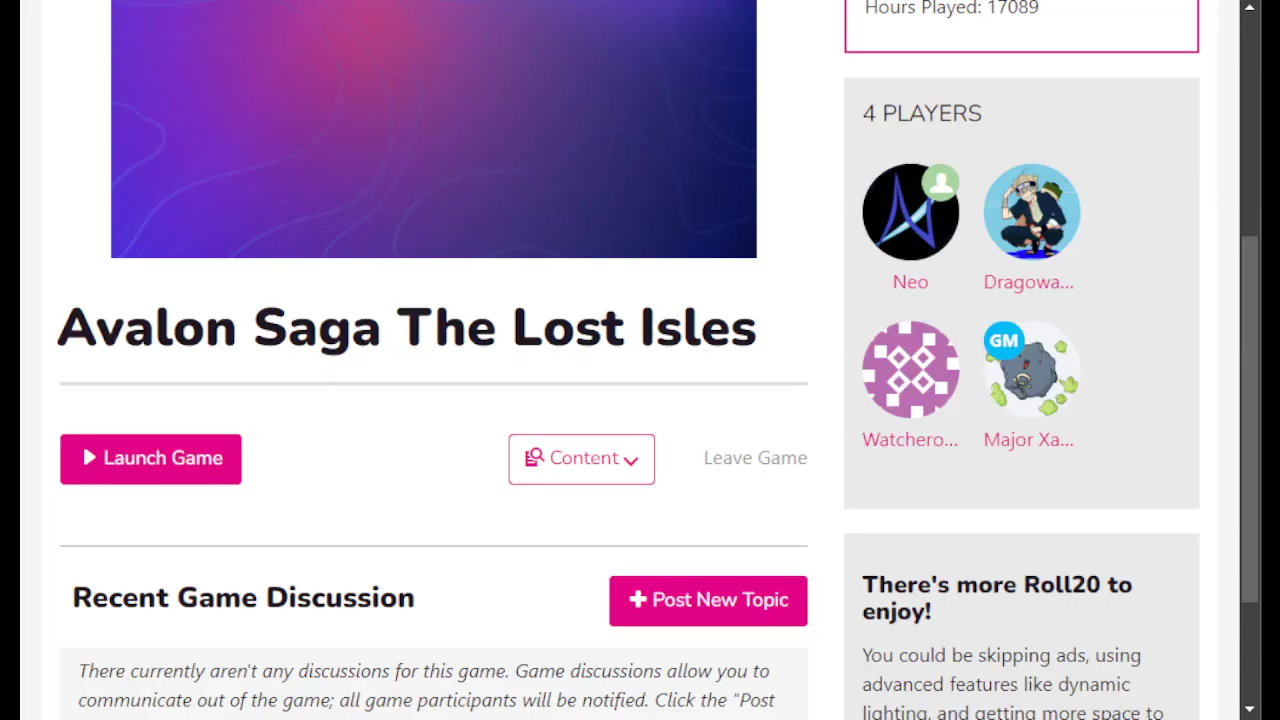 Hours Played: 17089
4 PLAYERS
Neo
Dragowa...
GM
Watchero...
Major Xa...
Avalon Saga The Lost Isles
Launch Game
Content
Leave Game
Recent Game Discussion
Post New Topic
There currently aren't any discussions for this game. Game discussions allow you to
communicate out of the game; all game participants will be notified. Click the "Post
There's more Roll20 to
enjoy!
You could be skipping ads, using
advanced features like dynamic
lighting, and getting more space to